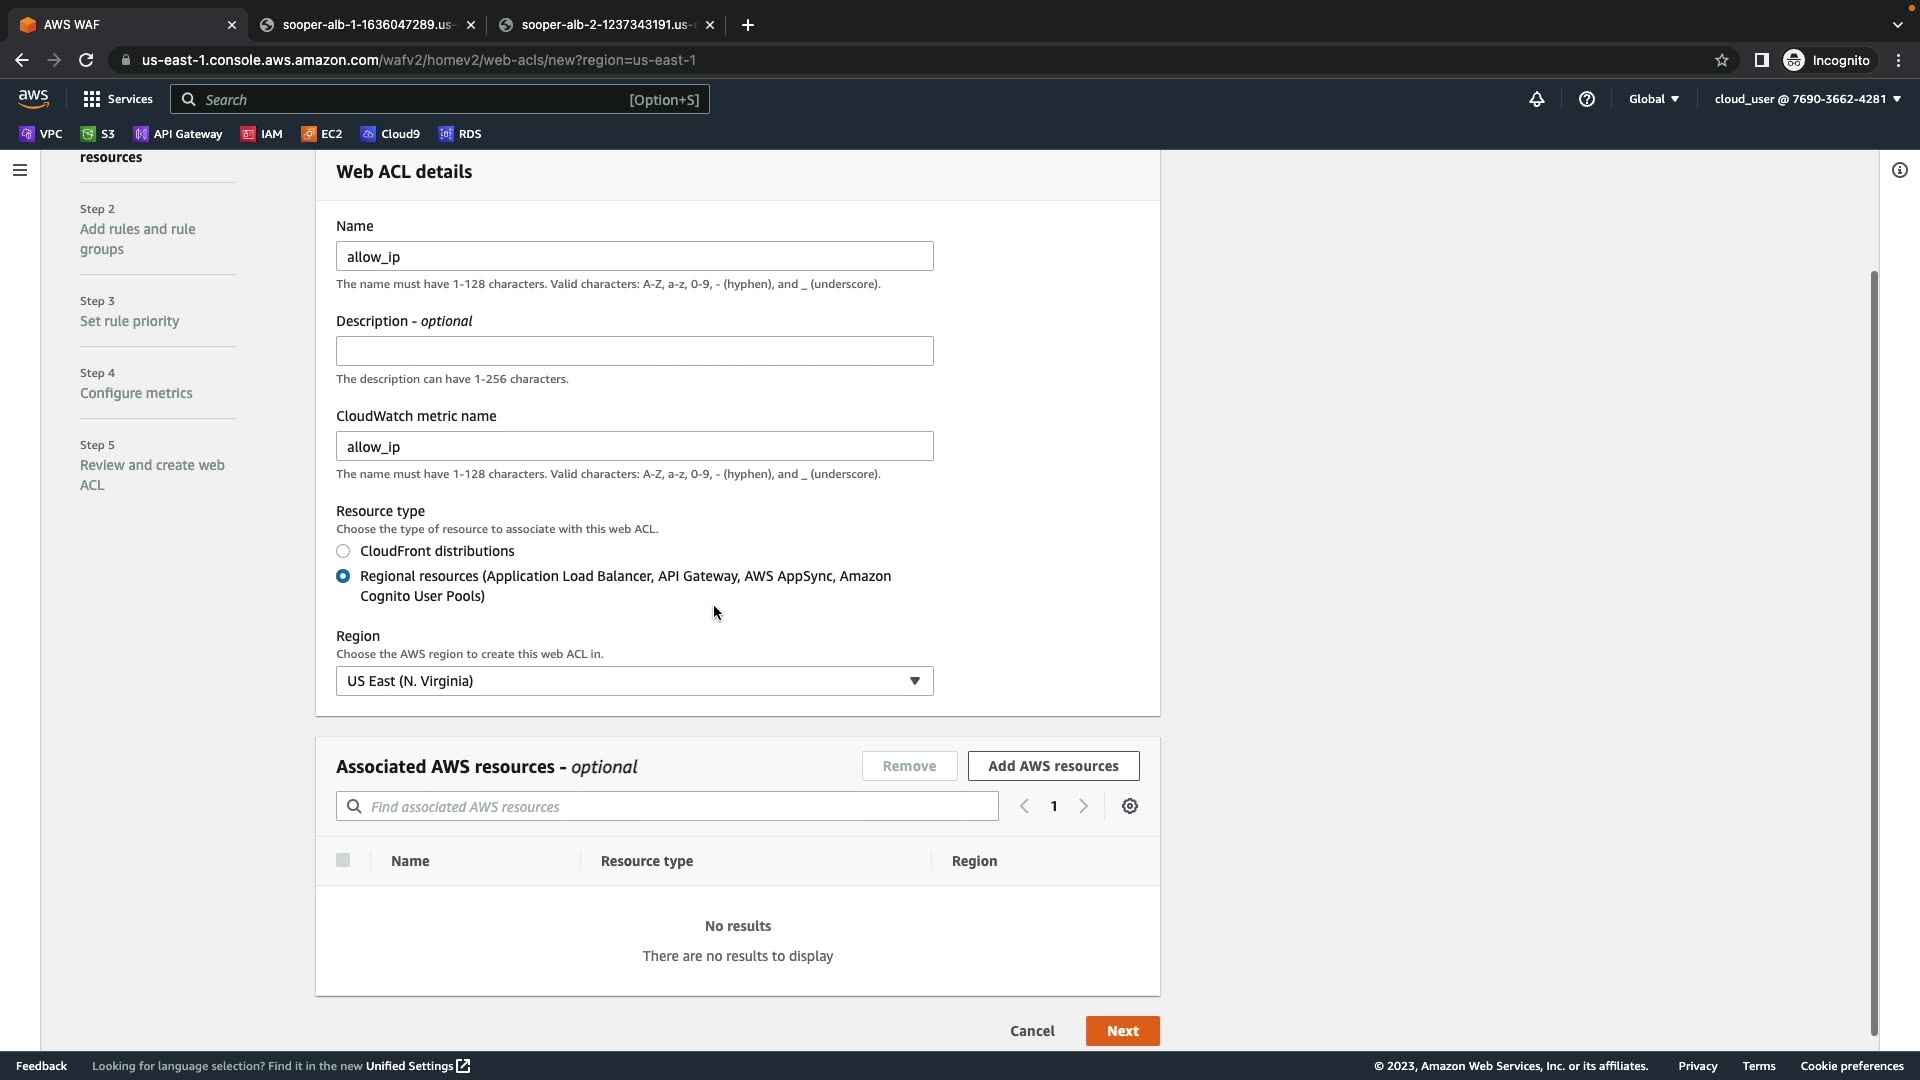 AWS WAF
sooper-alb-1-1636047289.us-
sooper-alb-2-1237343191.us-
us-east-1.console.aws.amazon.com/wafv2/homev2/web-acls/new?region=us-east-1
Incognito
aws
Services
Search
[Option+S]
Global
cloud_user @ 7690-3662-4281
VPC
S3
API Gateway
IAM
EC2
Cloud9
RDS
resources
Step 2
Add rules and rule
groups
Step 3
Set rule priority
Step 4
Configure metrics
Step 5
Review and create web
ACL
Web ACL details
Name
allow_ip
The name must have 1-128 characters. Valid characters: A-Z, a-z, 0-9, - (hyphen), and _ (underscore).
Description - optional
The description can have 1-256 characters.
CloudWatch metric name
allow_ip
The name must have 1-128 characters. Valid characters: A-Z, a-z, 0-9, - (hyphen), and _ (underscore).
Resource type
Choose the type of resource to associate with this web ACL.
CloudFront distributions
Regional resources (Application Load Balancer, API Gateway, AWS AppSync, Amazon
Cognito User Pools)
Region
Choose the AWS region to create this web ACL in.
US East (N. Virginia)
Associated AWS resources - optional
Remove
Add AWS resources
Find associated AWS resources
1
Name
Resource type
Region
No results
There are no results to display
Cancel
Next
Feedback
Looking for language selection? Find it in the new Unified Settings
© 2023, Amazon Web Services, Inc. or its affiliates.
Privacy
Terms
Cookie preferences